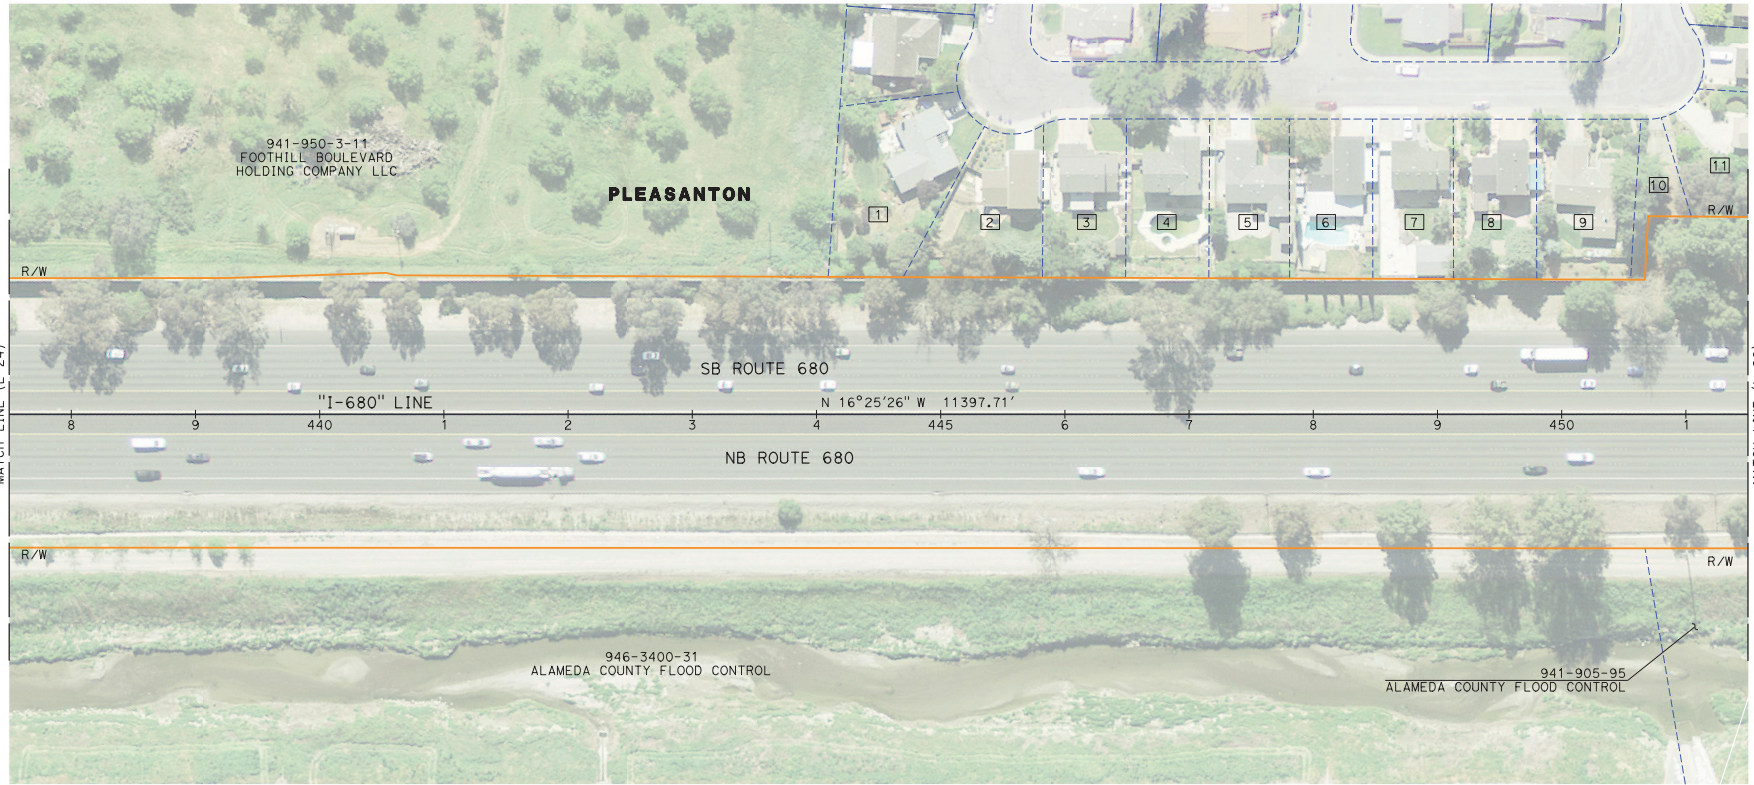 941-950-3-11
FOOTHILL BOULEVARD
HOLDING COMPANY LLC
PLEASANTON
1
2
3
4
5
6
7
8
9
10
11
R/W
R/W
SB ROUTE 680
"I-680" LINE
N 16°25'26" W 11397.71'
8 9 440 1 2 3 4 445 6 7 8 9 450 1
NB ROUTE 680
R/W
R/W
946-3400-31
ALAMEDA COUNTY FLOOD CONTROL
941-905-95
ALAMEDA COUNTY FLOOD CONTROL